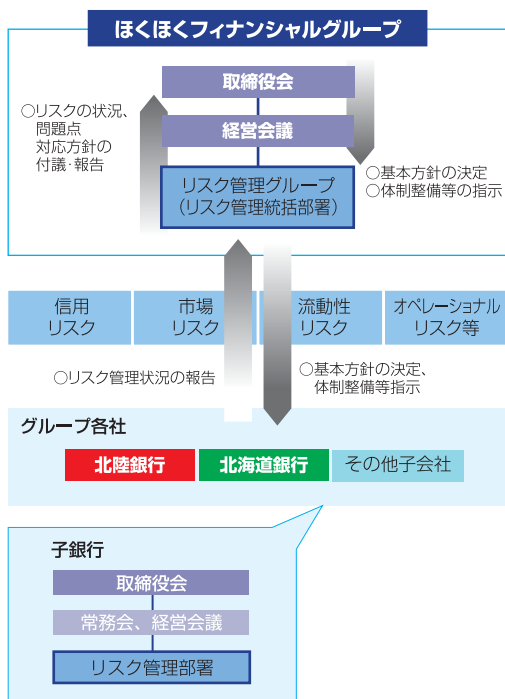 ほくほくフィナンシャルグループ
取締役会
○リスクの状況、
問題点
対応方針の
付議・報告
経営会議
○基本方針の決定
○体制整備等の指示
リスク管理グループ
（リスク管理統括部署）
信用
リスク
市場
リスク
流動性
リスク
オペレーショナル
リスク等
○リスク管理状況の報告
○基本方針の決定、
体制整備等指示
グループ各社
北陸銀行
北海道銀行
その他子会社
子銀行
取締役会
常務会、経営会議
リスク管理部署